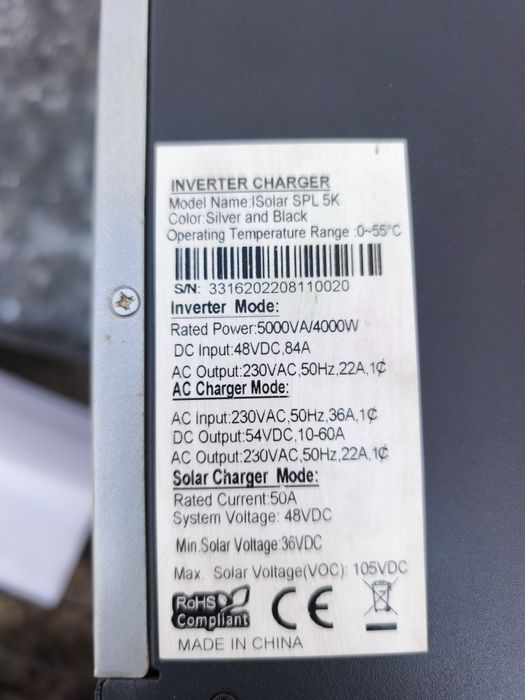 INVERTER CHARGER
Model Name:ISolar SPL 5K
Color:Silver and Black
Operating Temperature Range :0~55°C
S/N: 3316202208110020
Inverter Mode:
Rated Power:5000VA/4000W
DC Input:48VDC,84A
AC Output:230VAC,50Hz,22A,1₵
AC Charger Mode:
AC Input:230VAC,50Hz,36A,1₵
DC Output:54VDC,10-60A
AC Output:230VAC,50Hz,22A,1₵
Solar Charger Mode:
Rated Current:50A
System Voltage: 48VDC
Min.Solar Voltage:36VDC
Max. Solar Voltage(VOC): 105VDC
RoHS
Compliant
CE
MADE IN CHINA